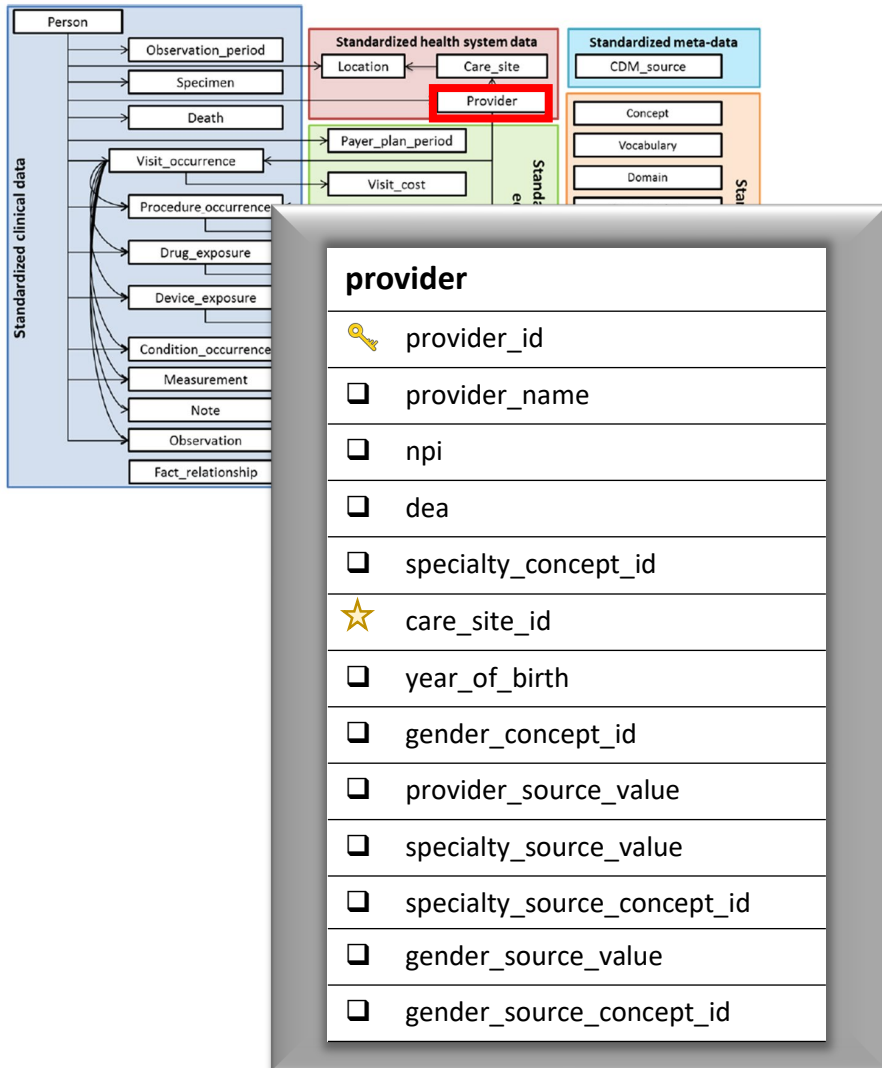 Person
Observation_period
Specimen
Death
Visit_occurrence
Procedure_occurrence
Drug_exposure
Device_exposure
Condition_occurrence
Measurement
Note
Observation
Fact_relationship
Standardized clinical data
Standardized health system data
Location
Care_site
Provider
Payer_plan_period
Visit_cost
Standardized meta-data
CDM_source
Concept
Vocabulary
Domain
provider
provider_id
provider_name
npi
dea
specialty_concept_id
care_site_id
year_of_birth
gender_concept_id
provider_source_value
specialty_source_value
specialty_source_concept_id
gender_source_value
gender_source_concept_id